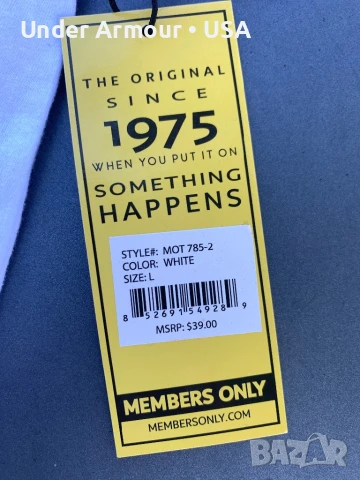 Under Armour • USA
THE ORIGINAL
SINCE
1975
WHEN YOU PUT IT ON
SOMETHING
HAPPENS
STYLE#: MOT 785-2
COLOR: WHITE
SIZE: L
8 52691 54928 9
MSRP: $39.00
MEMBERS ONLY
MEMBERSONLY.COM
BAZAR